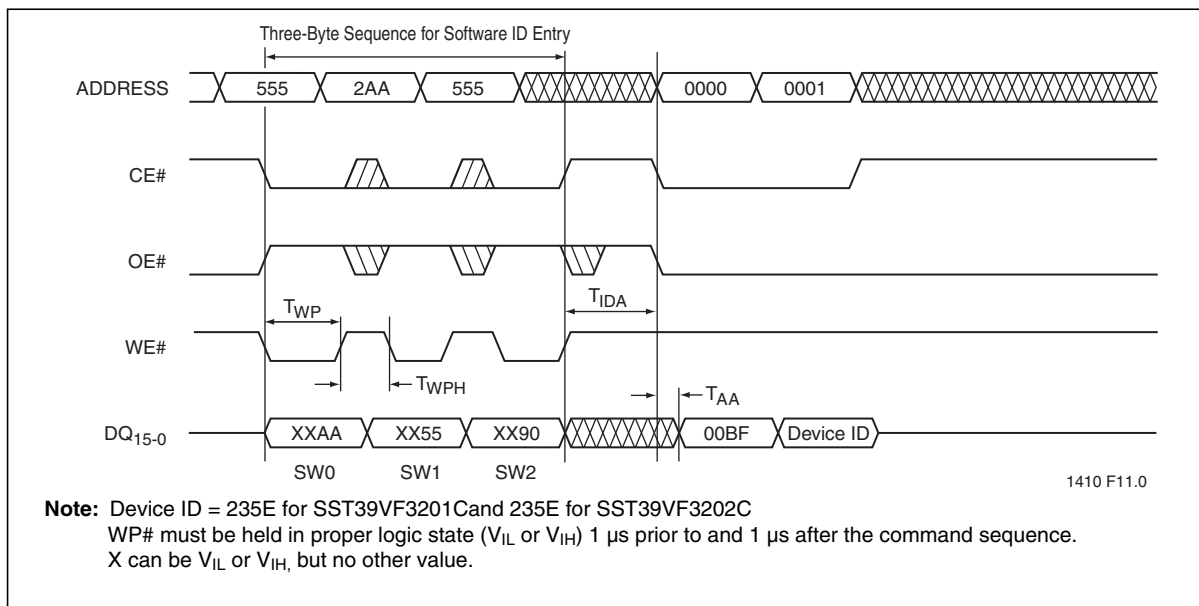 Three-Byte Sequence for Software ID Entry
ADDRESS 555 2AA 555 0000 0001
CE#
OE#
TWP TIDA
WE#
TWPH TAA
DQ15-0 XXAA XX55 XX90 00BF Device ID
SW0 SW1 SW2
1410 F11.0
Note: Device ID = 235E for SST39VF3201Cand 235E for SST39VF3202C
WP# must be held in proper logic state (VIL or VIH) 1 µs prior to and 1 µs after the command sequence.
X can be VIL or VIH, but no other value.